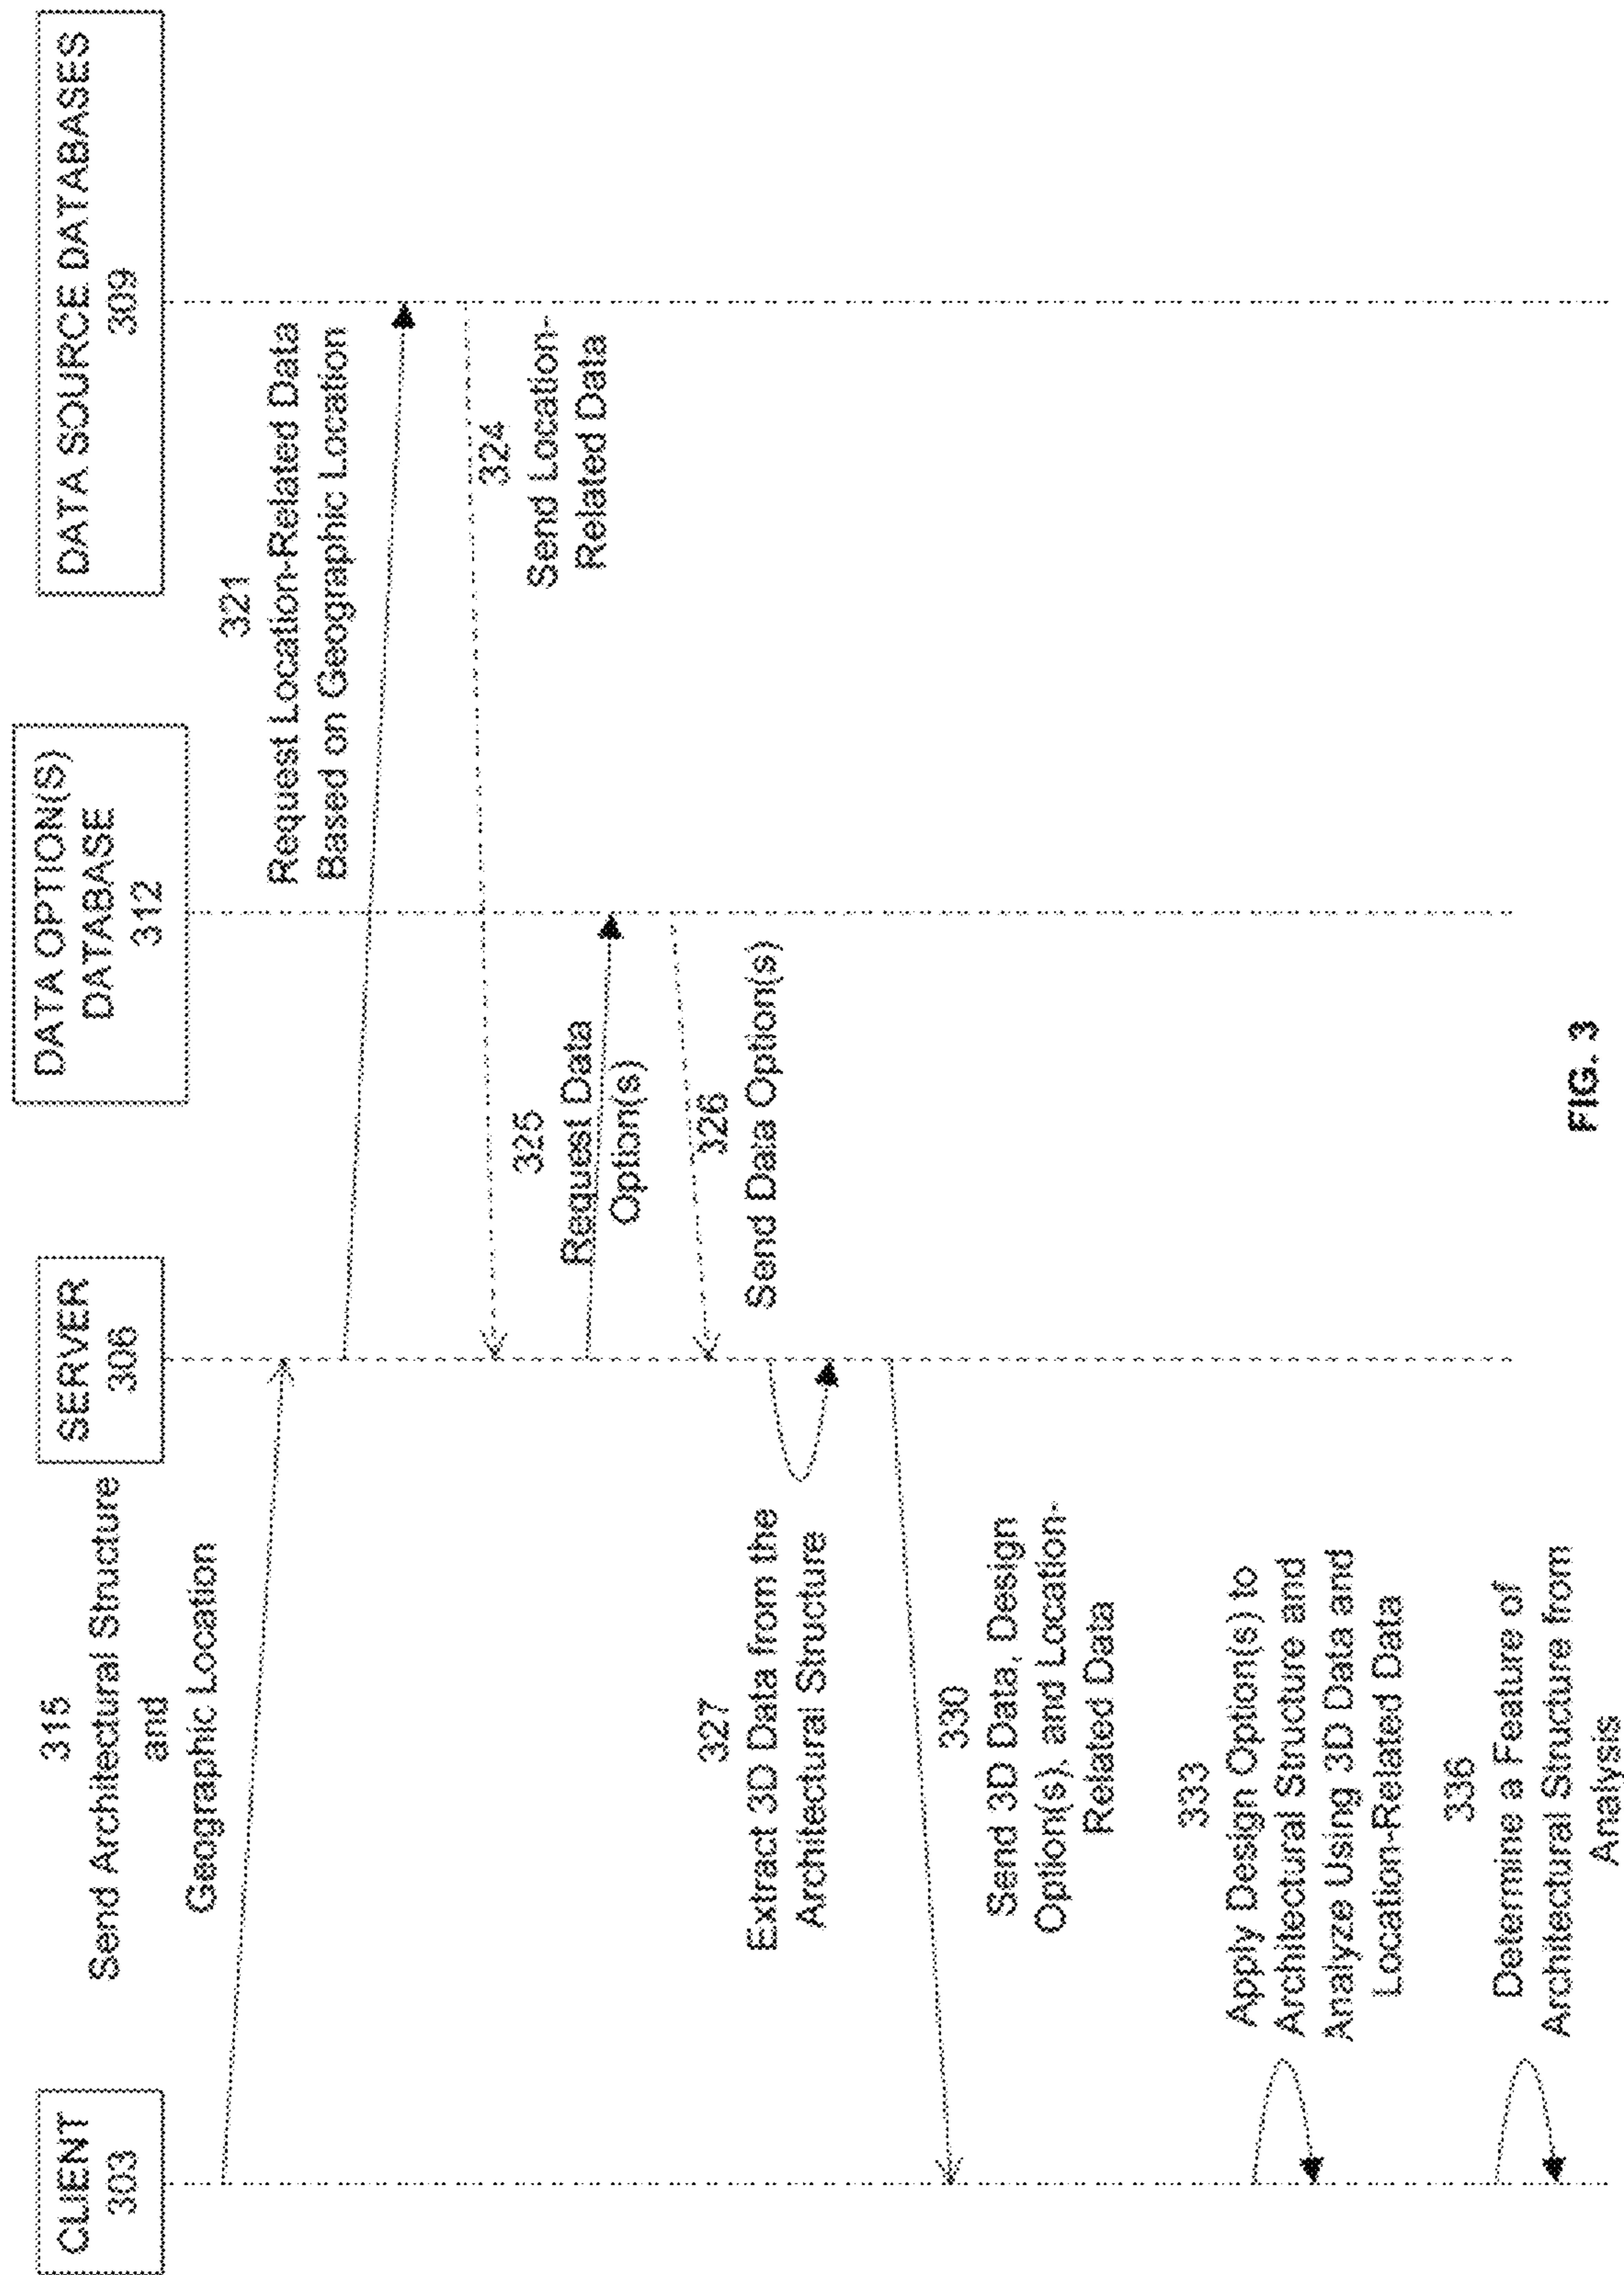 CLIENT
303
SERVER
306
DATA OPTION(S)
DATABASE
312
DATA SOURCE DATABASES
309
315
Send Architectural Structure
and
Geographic Location
321
Request Location-Related Data
Based on Geographic Location
324
Send Location-
Related Data
325
Request Data
Option(s)
326
Send Data Option(s)
327
Extract 3D Data from the
Architectural Structure
330
Send 3D Data, Design
Option(s), and Location-
Related Data
333
Apply Design Option(s) to
Architectural Structure and
Analyze Using 3D Data and
Location-Related Data
336
Determine a Feature of
Architectural Structure from
Analysis
FIG. 3